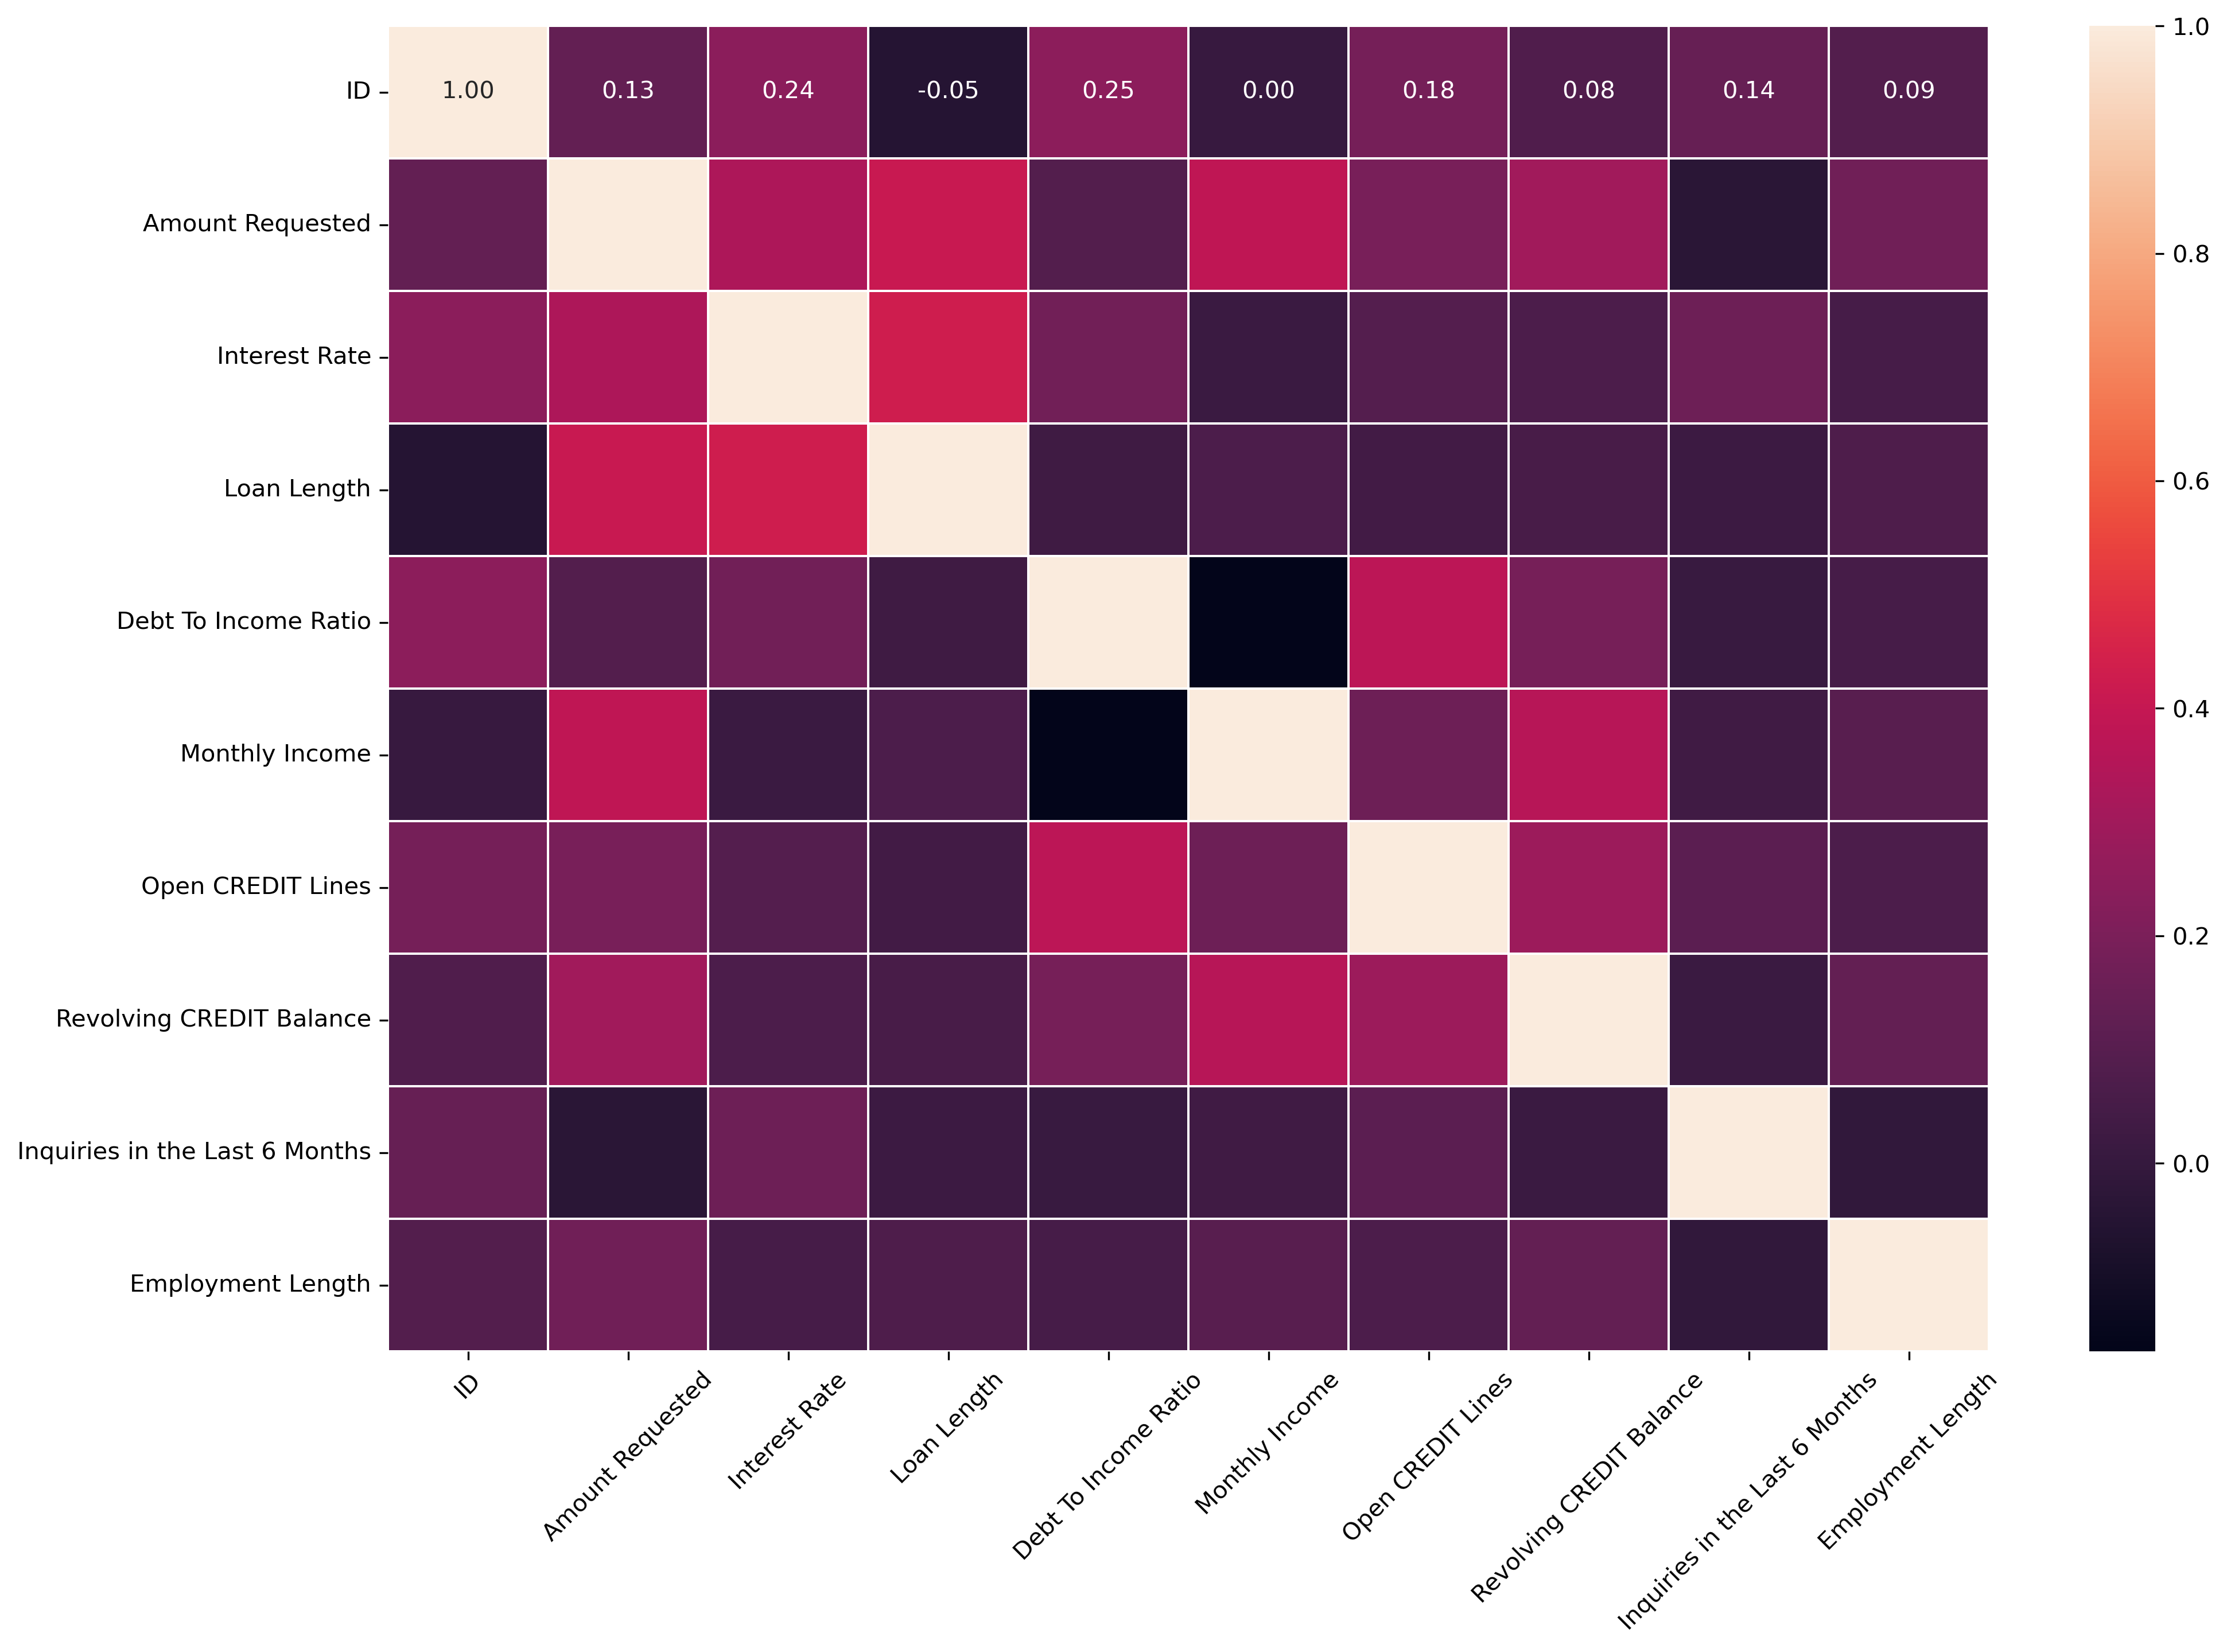 ID 1.00 0.13 0.24 -0.05 0.25 0.00 0.18 0.08 0.14 0.09
Amount Requested
Interest Rate
Loan Length
Debt To Income Ratio
Monthly Income
Open CREDIT Lines
Revolving CREDIT Balance
Inquiries in the Last 6 Months
Employment Length
ID
Amount Requested
Interest Rate
Loan Length
Debt To Income Ratio
Monthly Income
Open CREDIT Lines
Revolving CREDIT Balance
Inquiries in the Last 6 Months
Employment Length
1.0
0.8
0.6
0.4
0.2
0.0